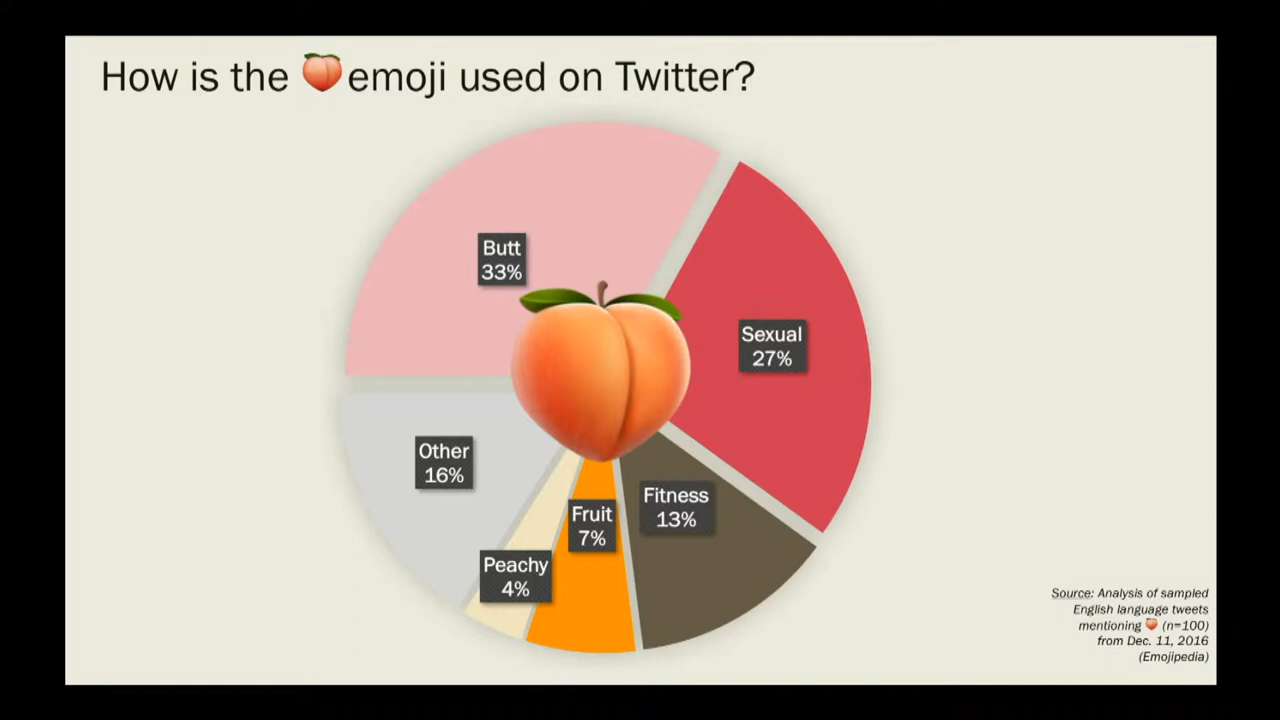 How is the 🍑 emoji used on Twitter?
Butt
33%
Sexual
27%
Other
16%
Fitness
13%
Fruit
7%
Peachy
4%
Source: Analysis of sampled
English language tweets
mentioning 🍑 (n=100)
from Dec. 11, 2016
(Emojipedia)